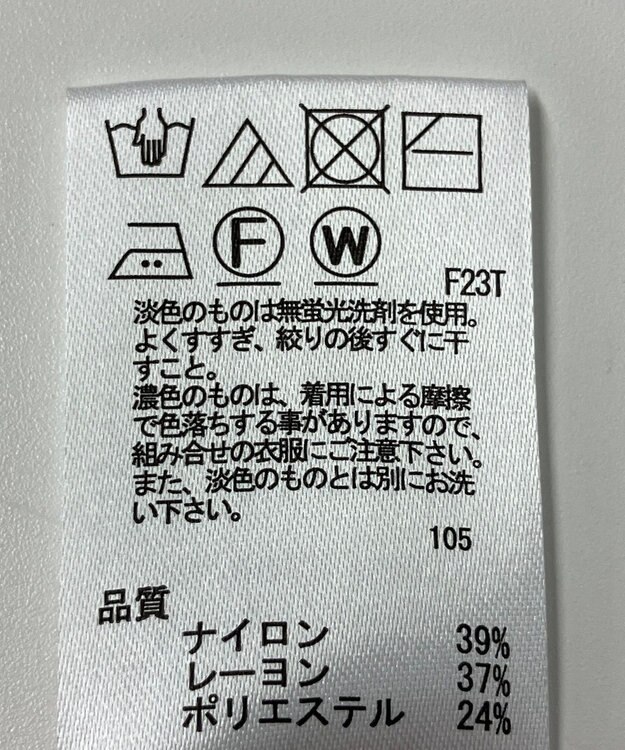 F W
F23T
淡色のものは無蛍光洗剤を使用。
よくすすぎ、絞りの後すぐに干
すこと。
濃色のものは、着用による摩擦
で色落ちする事がありますので、
組み合せの衣服にご注意下さい。
また、淡色のものとは別にお洗
い下さい。
105
品質
ナイロン 39%
レーヨン 37%
ポリエステル 24%